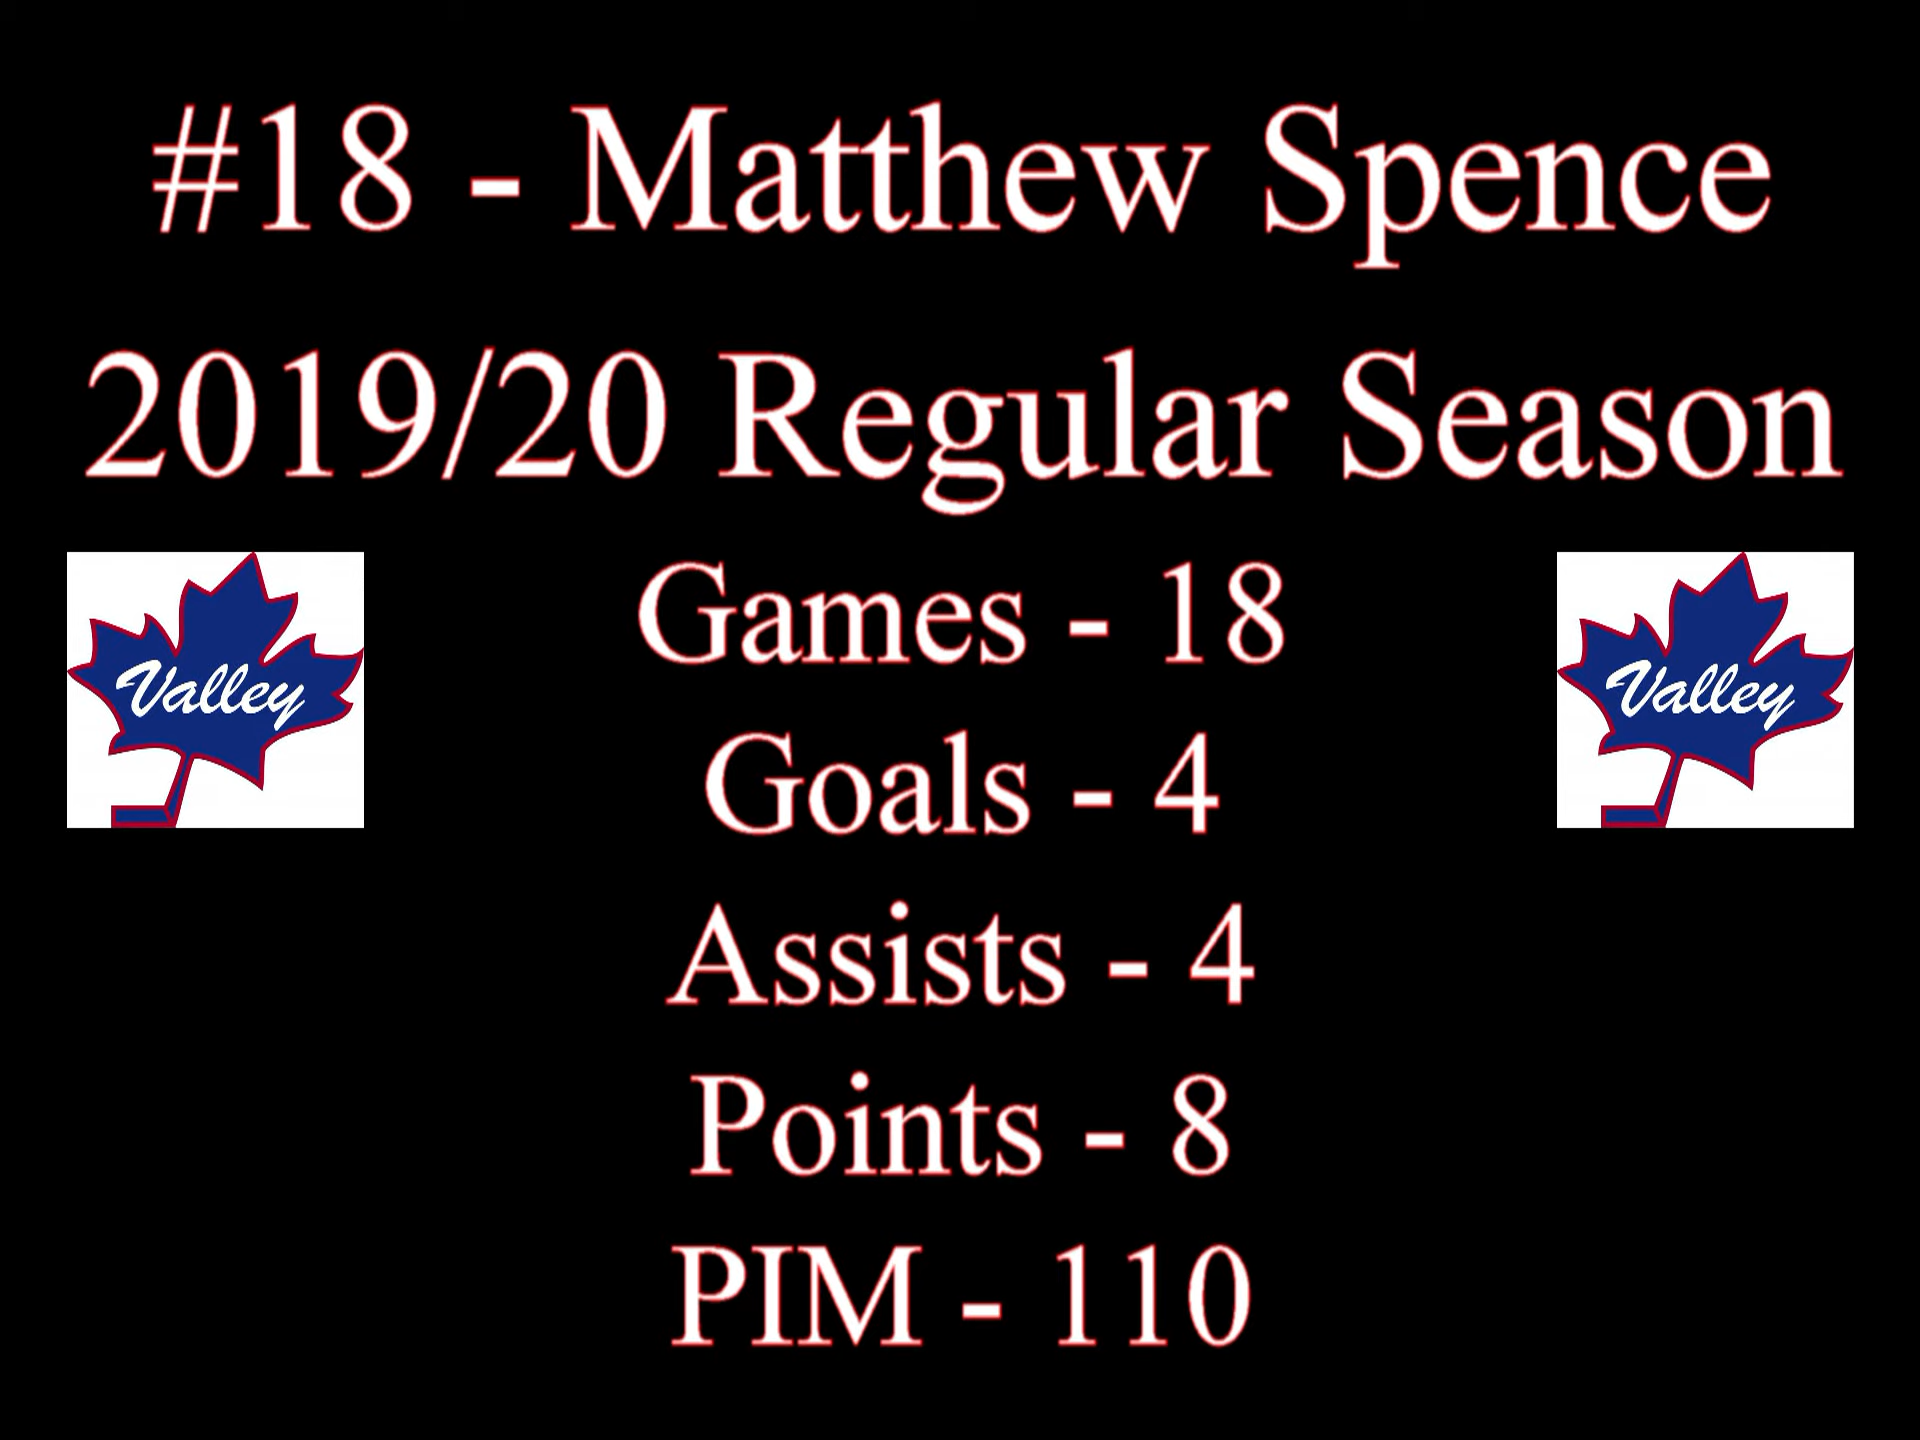 #18 - Matthew Spence
2019/20 Regular Season
Games - 18
Valley
Valley
Goals - 4
Assists - 4
Points - 8
PIM - 110